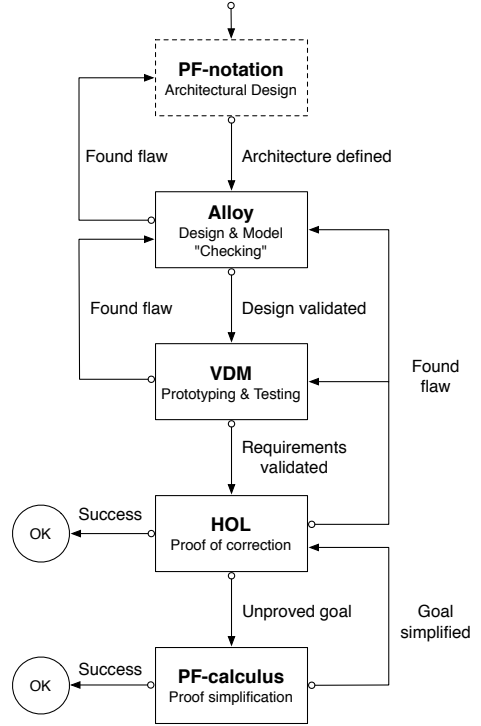 PF-notation
Architectural Design
Found flaw
Architecture defined
Alloy
Design & Model
"Checking"
Found flaw
Design validated
Found
flaw
VDM
Prototyping & Testing
Requirements
validated
Success
OK
HOL
Proof of correction
Unproved goal
Goal
simplified
Success
OK
PF-calculus
Proof simplification